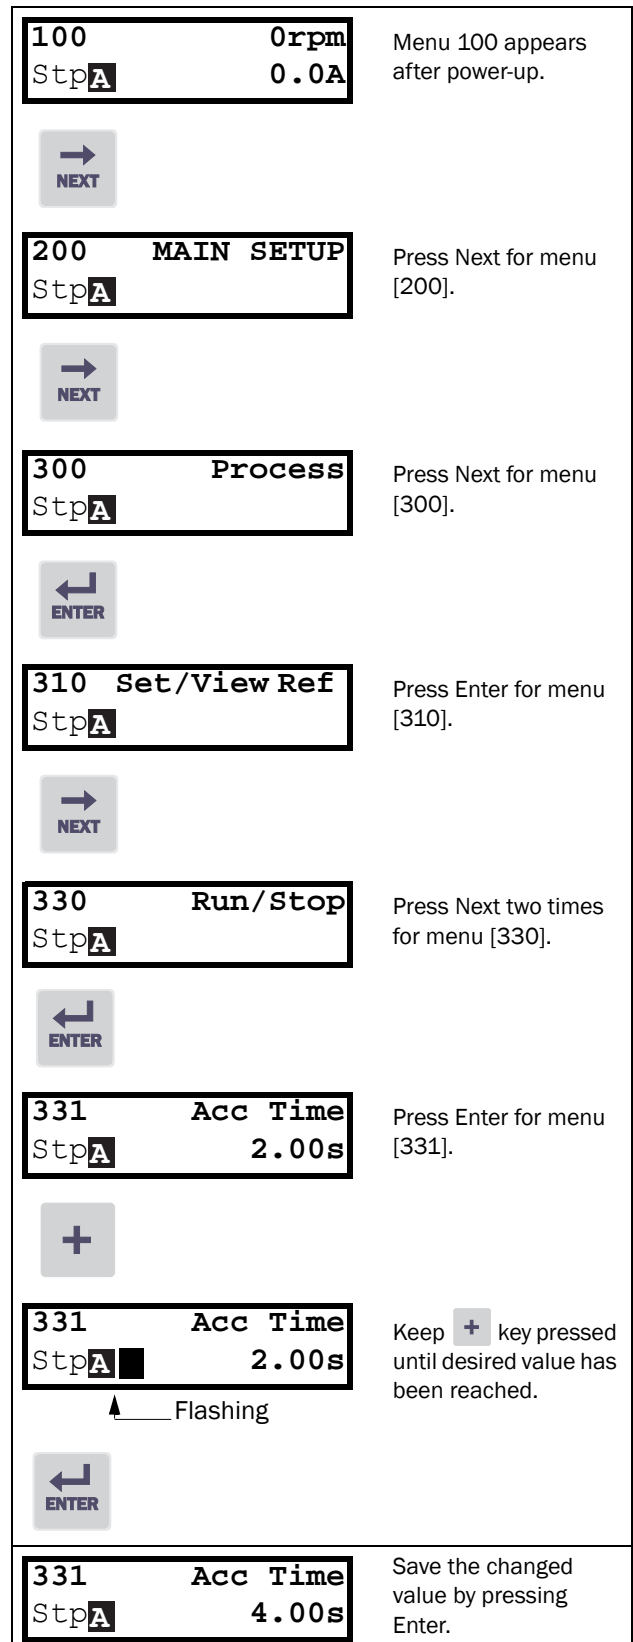 100 0rpm
StpA 0.0A
Menu 100 appears
after power-up.
NEXT
200 MAIN SETUP
StpA
Press Next for menu
[200].
NEXT
300 Process
StpA
Press Next for menu
[300].
ENTER
310 Set/View Ref
StpA
Press Enter for menu
[310].
NEXT
330 Run/Stop
StpA
Press Next two times
for menu [330].
ENTER
331 Acc Time
StpA 2.00s
Press Enter for menu
[331].
+
331 Acc Time
StpA 2.00s
Keep + key pressed
until desired value has
been reached.
Flashing
ENTER
331 Acc Time
StpA 4.00s
Save the changed
value by pressing
Enter.